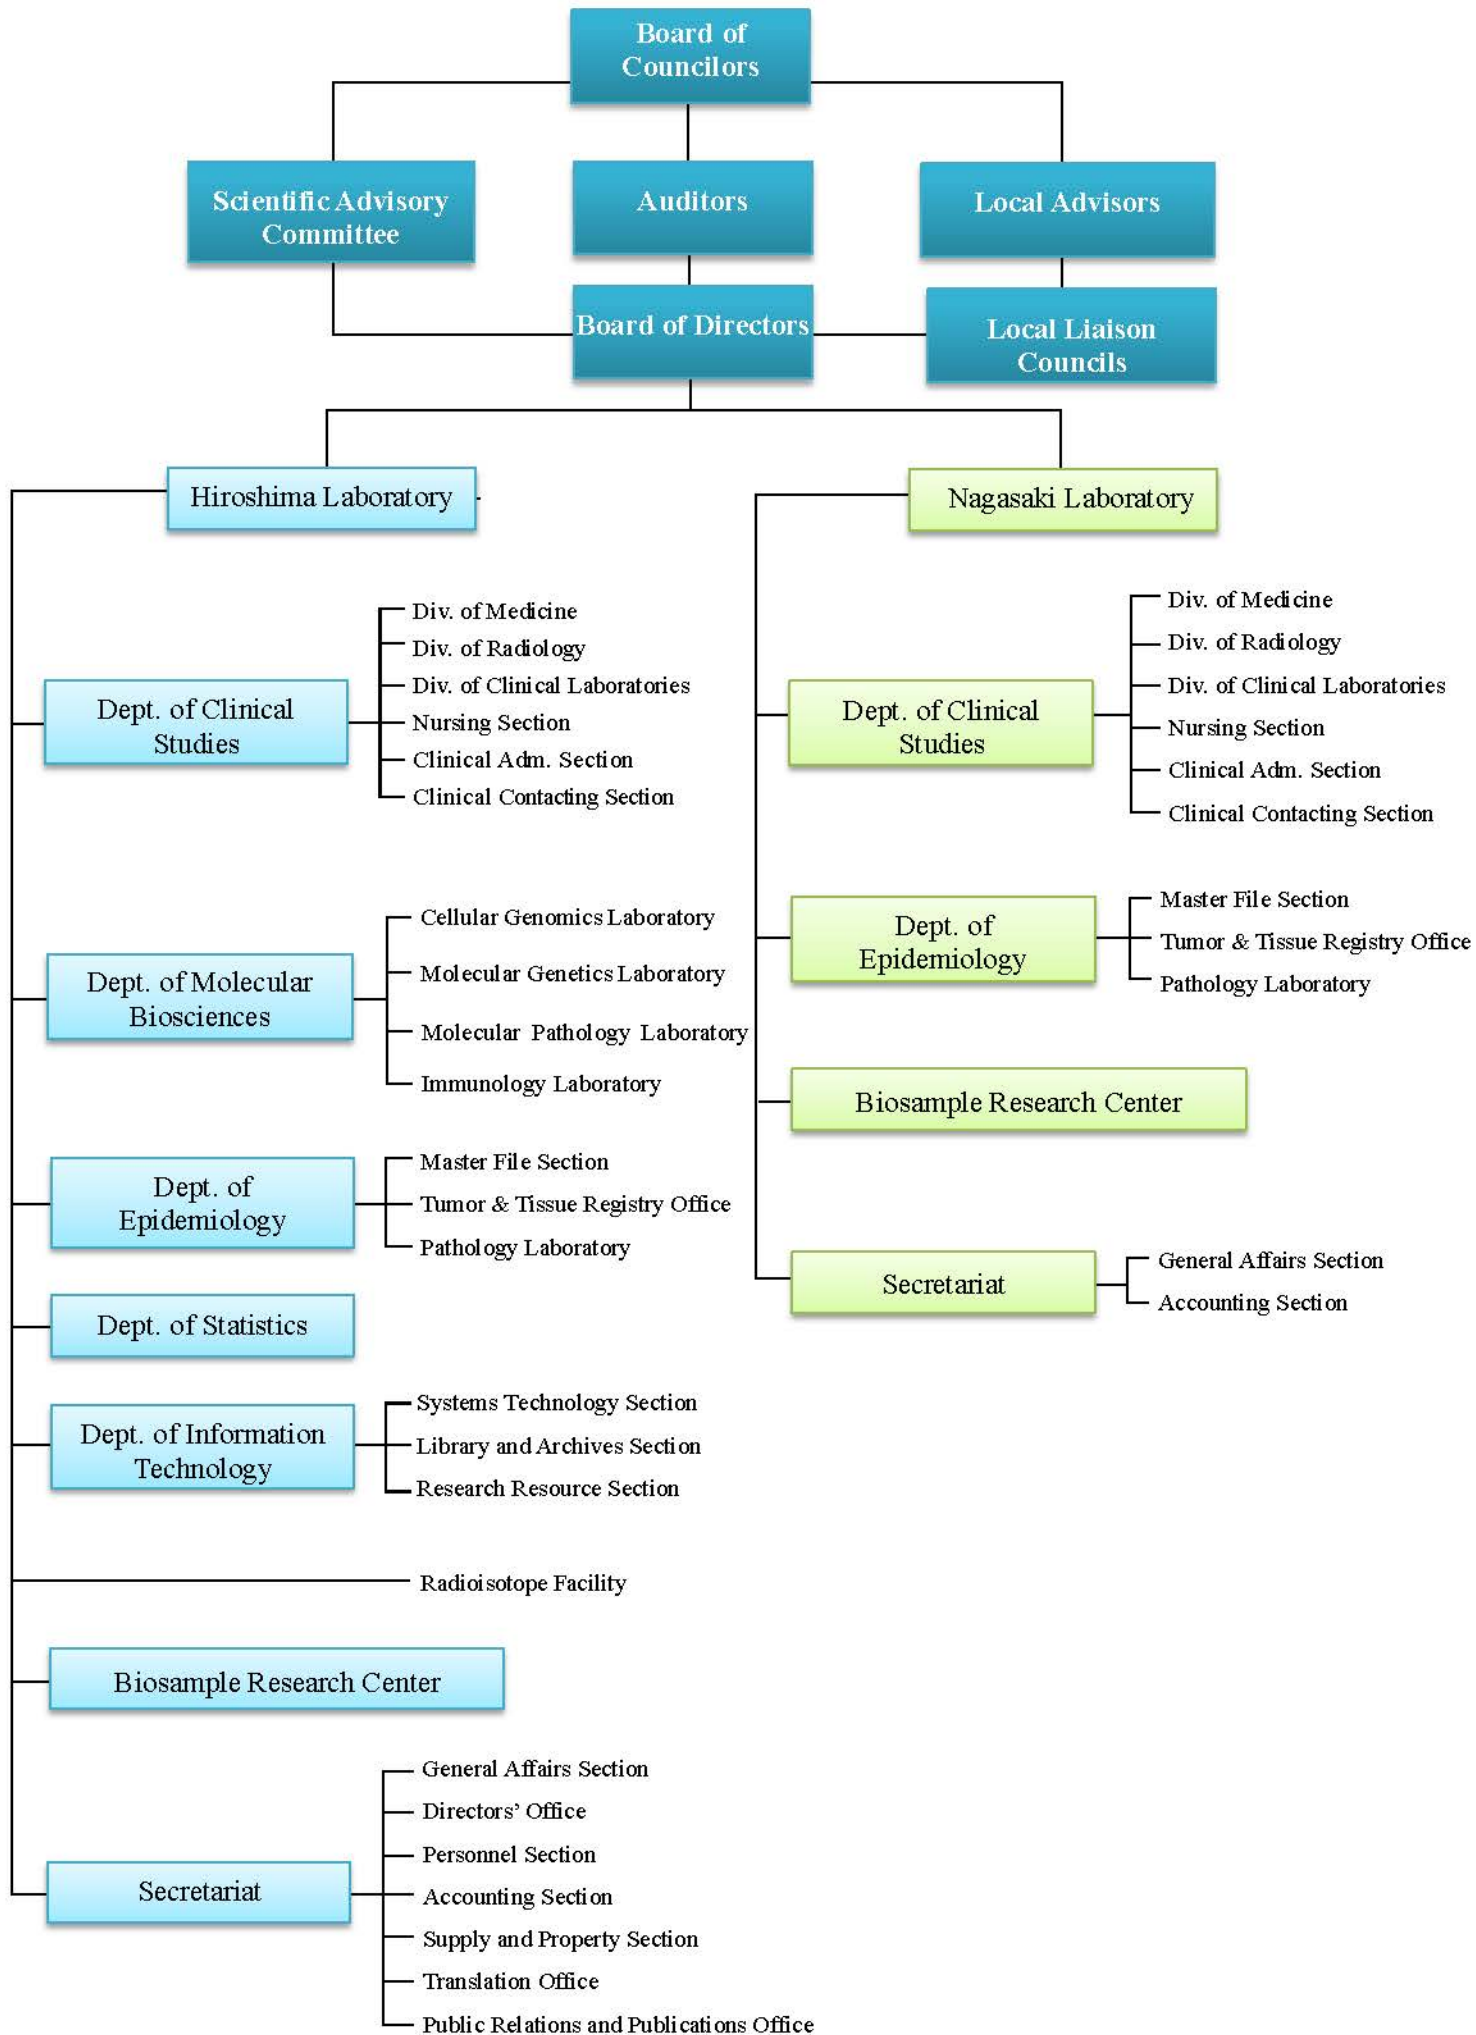 Board of
Councilors
Scientific Advisory
Committee
Auditors
Local Advisors
Board of Directors
Local Liaison
Councils
Hiroshima Laboratory
Dept. of Clinical
Studies
Div. of Medicine
Div. of Radiology
Div. of Clinical Laboratories
Nursing Section
Clinical Adm. Section
Clinical Contacting Section
Dept. of Molecular
Biosciences
Cellular Genomics Laboratory
Molecular Genetics Laboratory
Molecular Pathology Laboratory
Immunology Laboratory
Dept. of
Epidemiology
Master File Section
Tumor & Tissue Registry Office
Pathology Laboratory
Dept. of Statistics
Dept. of Information
Technology
Systems Technology Section
Library and Archives Section
Research Resource Section
Radioisotope Facility
Biosample Research Center
Secretariat
General Affairs Section
Directors’ Office
Personnel Section
Accounting Section
Supply and Property Section
Translation Office
Public Relations and Publications Office
Nagasaki Laboratory
Dept. of Clinical
Studies
Div. of Medicine
Div. of Radiology
Div. of Clinical Laboratories
Nursing Section
Clinical Adm. Section
Clinical Contacting Section
Dept. of
Epidemiology
Master File Section
Tumor & Tissue Registry Office
Pathology Laboratory
Biosample Research Center
Secretariat
General Affairs Section
Accounting Section